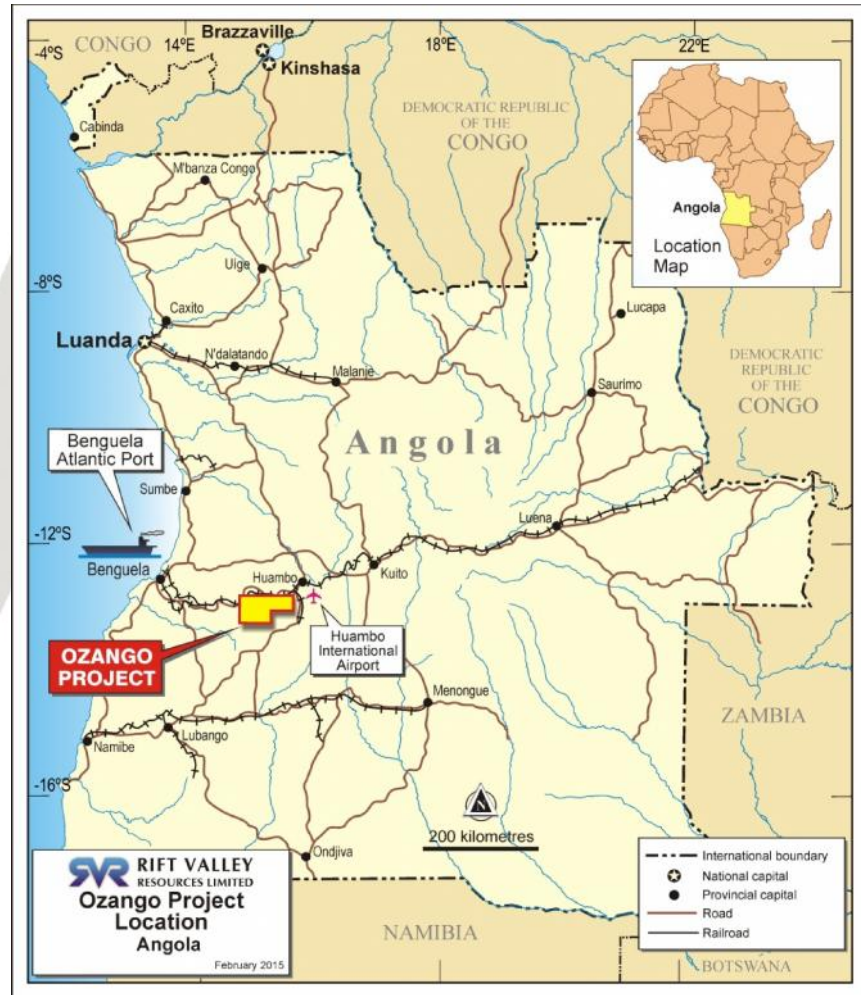 CONGO
14ºE
Brazzaville
18ºE
22ºE
-4ºS
Kinshasa
DEMOCRATIC REPUBLIC
OF THE
CONGO
Cabinda
M'banza Congo
Angola
Location
Map
Uige
-8ºS
Caxito
Lucapa
Luanda
N'dalatando
Malanje
DEMOCRATIC
REPUBLIC
OF THE
CONGO
Saurimo
Benguela
Atlantic Port
Angola
Sumbe
Luena
-12ºS
Benguela
Huambo
Kuito
OZANGO
PROJECT
Huambo
International
Airport
Menongue
ZAMBIA
Namibe
Lubango
-16ºS
N
200 kilometres
Ondjiva
RVR RIFT VALLEY
RESOURCES LIMITED
Ozango Project
Location
Angola
February 2015
International boundary
National capital
Provincial capital
Road
Railroad
NAMIBIA
BOTSWANA